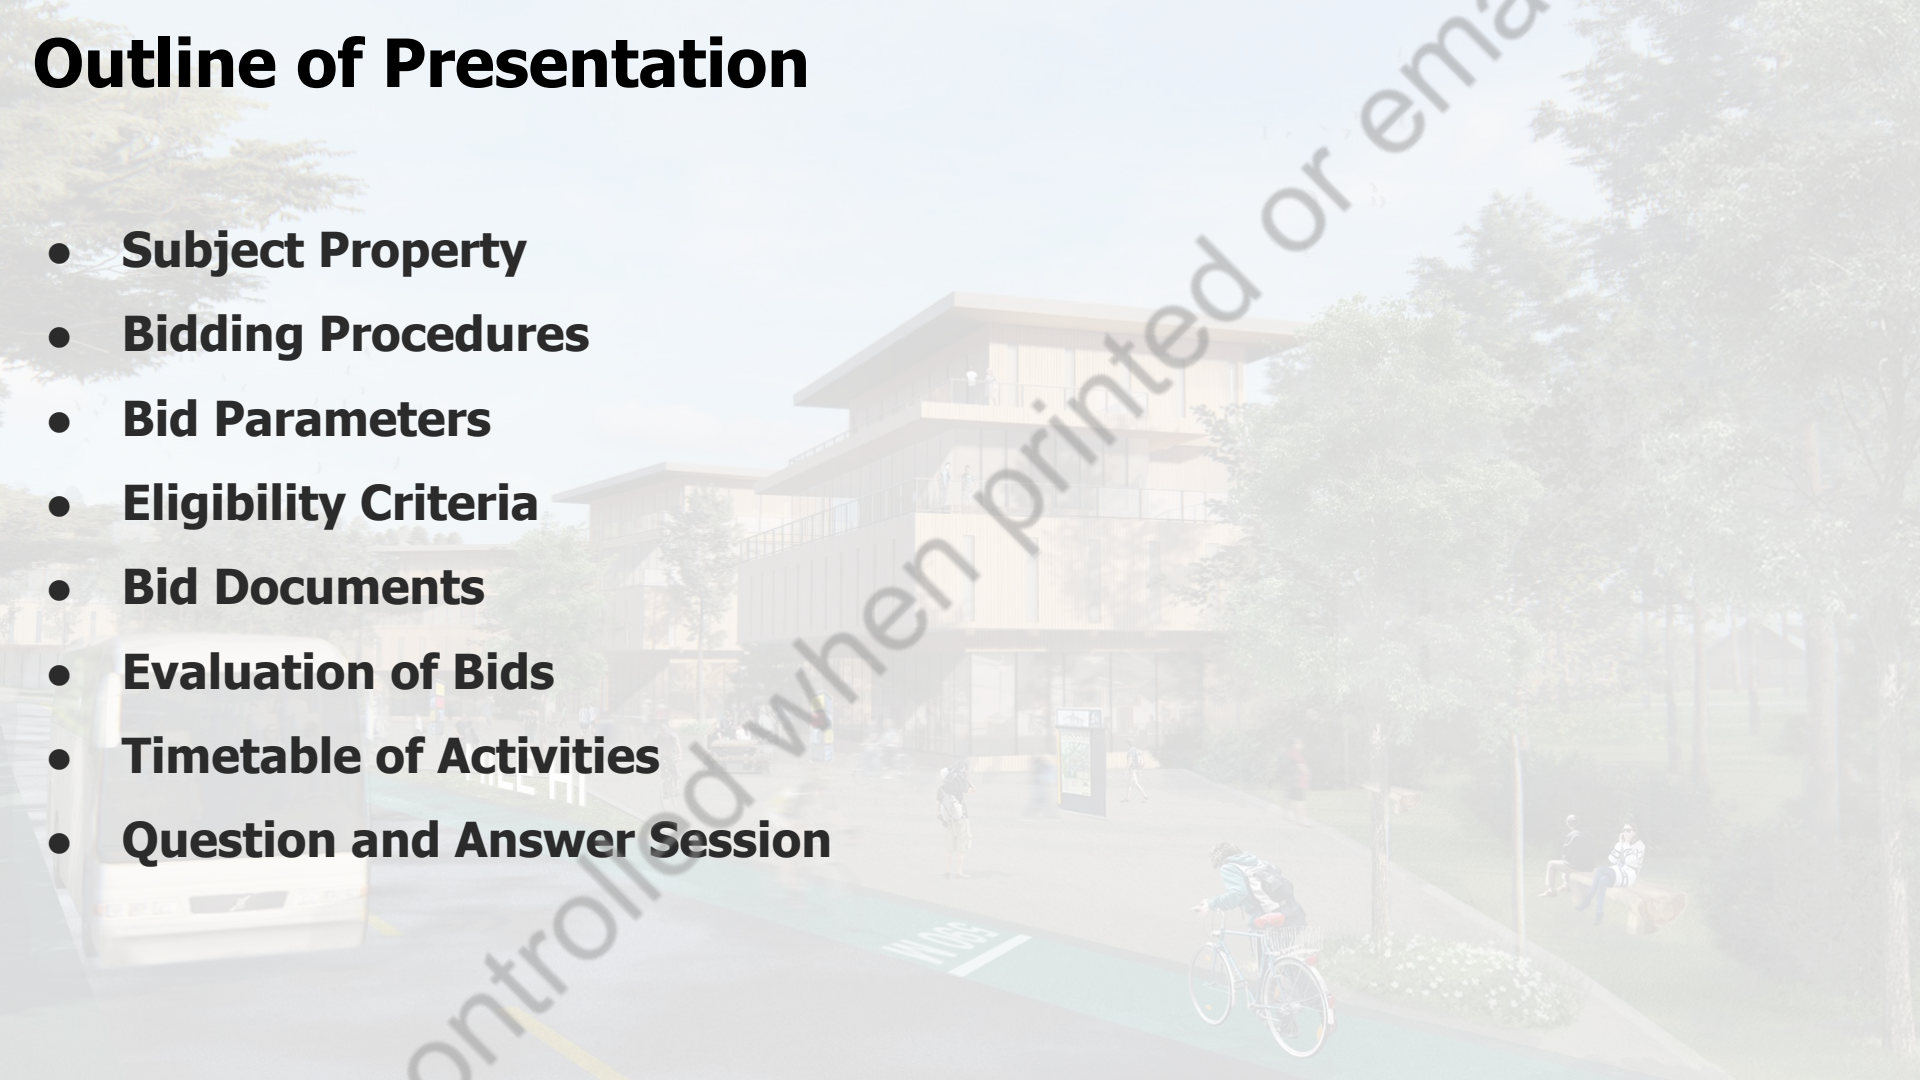 Outline of Presentation
● Subject Property
● Bidding Procedures
● Bid Parameters
● Eligibility Criteria
● Bid Documents
● Evaluation of Bids
● Timetable of Activities
● Question and Answer Session
ontrolled when printed or ema